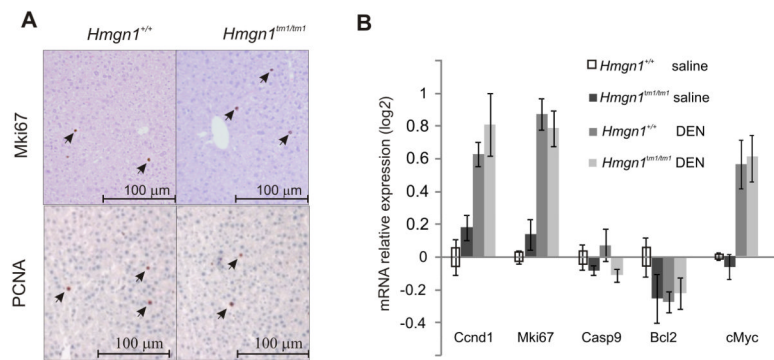 A
Hmgn1+/+
Hmgn1tm1/tm1
Mki67
100 µm
100 µm
PCNA
100 µm
100 µm
B
mRNA relative expression (log2)
1
0.8
0.6
0.4
0.2
0
-0.2
-0.4
Hmgn1+/+ saline
Hmgn1tm1/tm1 saline
Hmgn1+/+ DEN
Hmgn1tm1/tm1 DEN
Ccnd1 Mki67 Casp9 Bcl2 cMyc